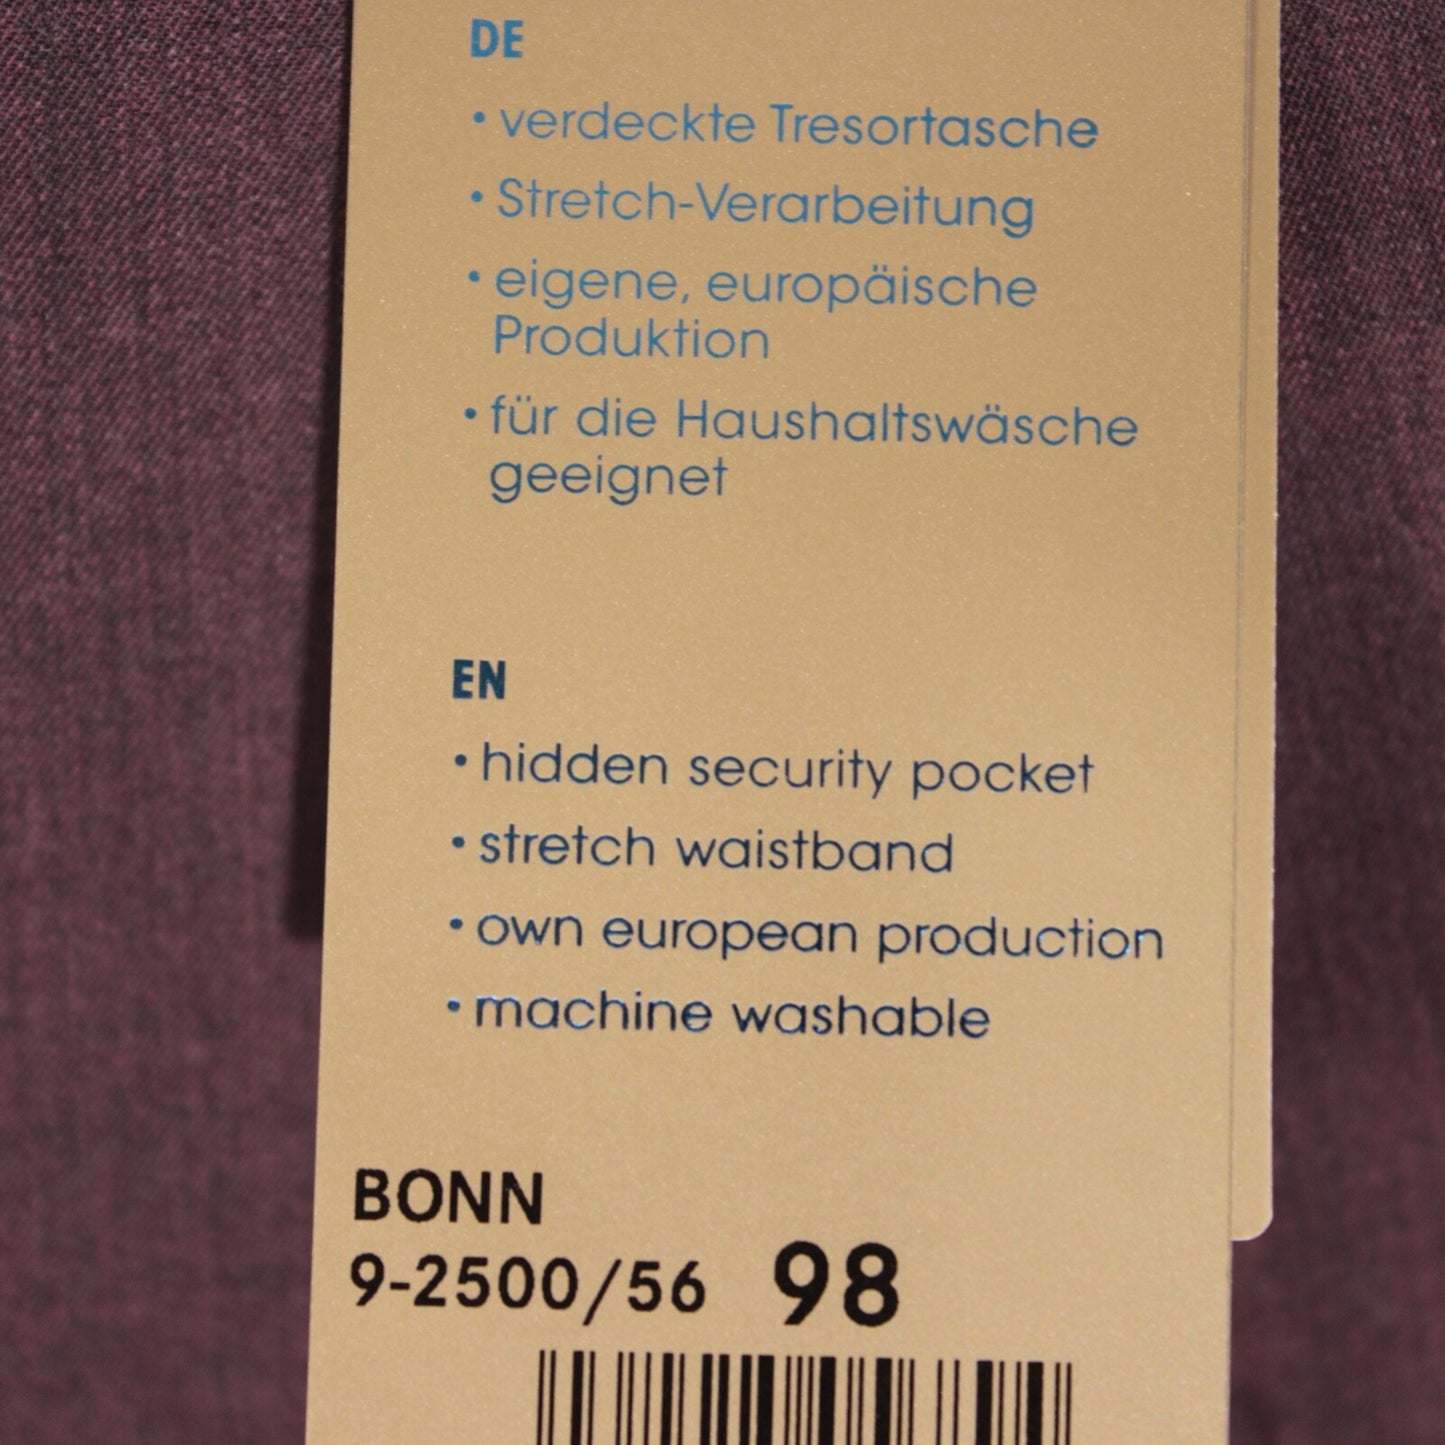 DE
• verdeckte Tresortasche
• Stretch-Verarbeitung
• eigene, europäische
Produktion
• für die Haushaltswäsche
geeignet
EN
• hidden security pocket
• stretch waistband
• own european production
• machine washable
BONN
9-2500/56 98